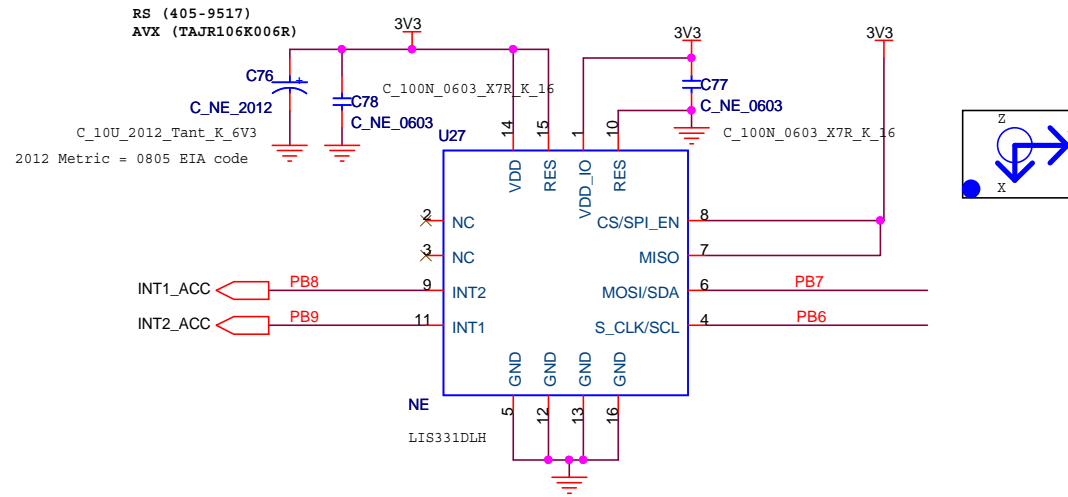 RS (405-9517)
AVX (TAJR106K006R)
3V3
3V3
3V3
C76
C_NE_2012
C_10U_2012_Tant_K_6V3
2012 Metric = 0805 EIA code
+
C78
C_NE_0603
C_100N_0603_X7R_K_16
C77
C_NE_0603
C_100N_0603_X7R_K_16
U27
14
15
1
10
VDD
RES
VDD_IO
RES
2
NC
3
NC
INT1_ACC
PB8
9
INT2
INT2_ACC
PB9
11
INT1
CS/SPI_EN
8
MISO
7
MOSI/SDA
6
PB7
S_CLK/SCL
4
PB6
GND
GND
GND
GND
5
12
13
16
NE
LIS331DLH
Z
X